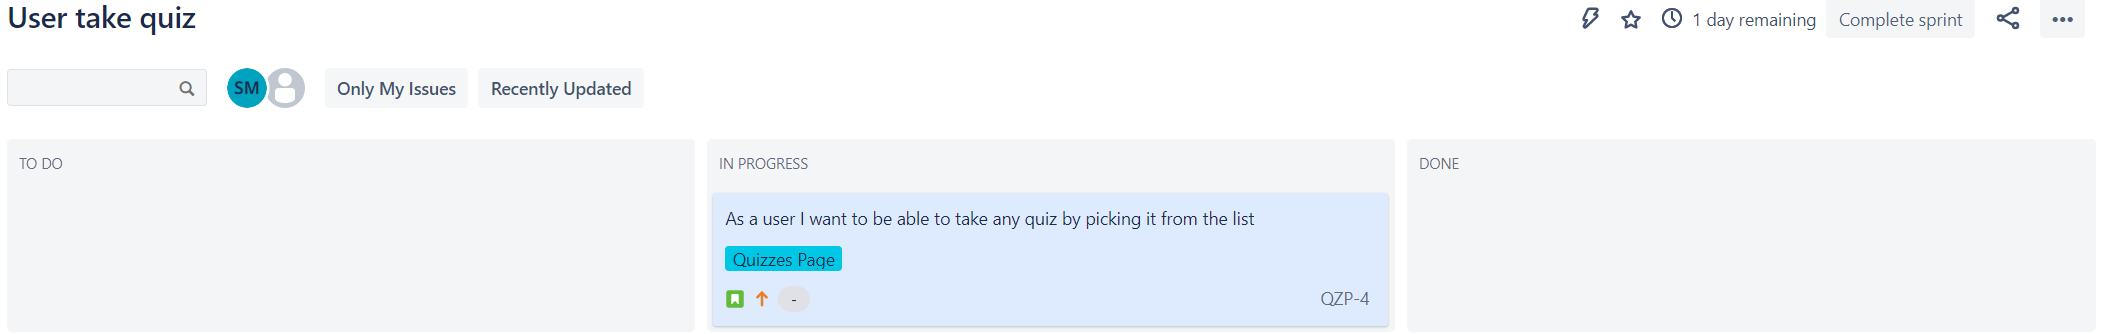 User take quiz
1 day remaining
Complete sprint
SM
Only My Issues
Recently Updated
TO DO
IN PROGRESS
DONE
As a user I want to be able to take any quiz by picking it from the list
Quizzes Page
-
QZP-4